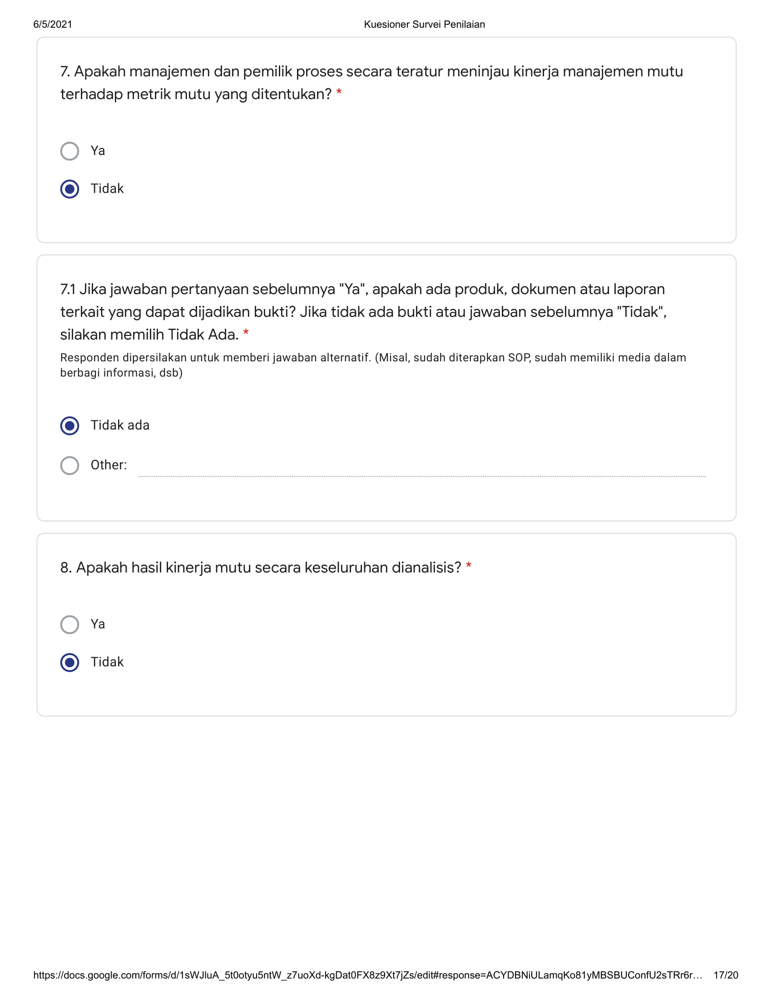 6/5/2021 Kuesioner Survei Penilaian
7. Apakah manajemen dan pemilik proses secara teratur meninjau kinerja manajemen mutu
terhadap metrik mutu yang ditentukan? *
Ya
Tidak
7.1 Jika jawaban pertanyaan sebelumnya "Ya", apakah ada produk, dokumen atau laporan
terkait yang dapat dijadikan bukti? Jika tidak ada bukti atau jawaban sebelumnya "Tidak",
silakan memilih Tidak Ada. *
Responden dipersilakan untuk memberi jawaban alternatif. (Misal, sudah diterapkan SOP, sudah memiliki media dalam
berbagi informasi, dsb)
Tidak ada
Other:
8. Apakah hasil kinerja mutu secara keseluruhan dianalisis? *
Ya
Tidak
https://docs.google.com/forms/d/1sWJIuA_5t0otyu5ntW_z7uoXd-kgDat0FX8z9Xt7jZs/edit#response=ACYDBNiULamqKo81yMBSBUConfU2sTRr6r… 17/20